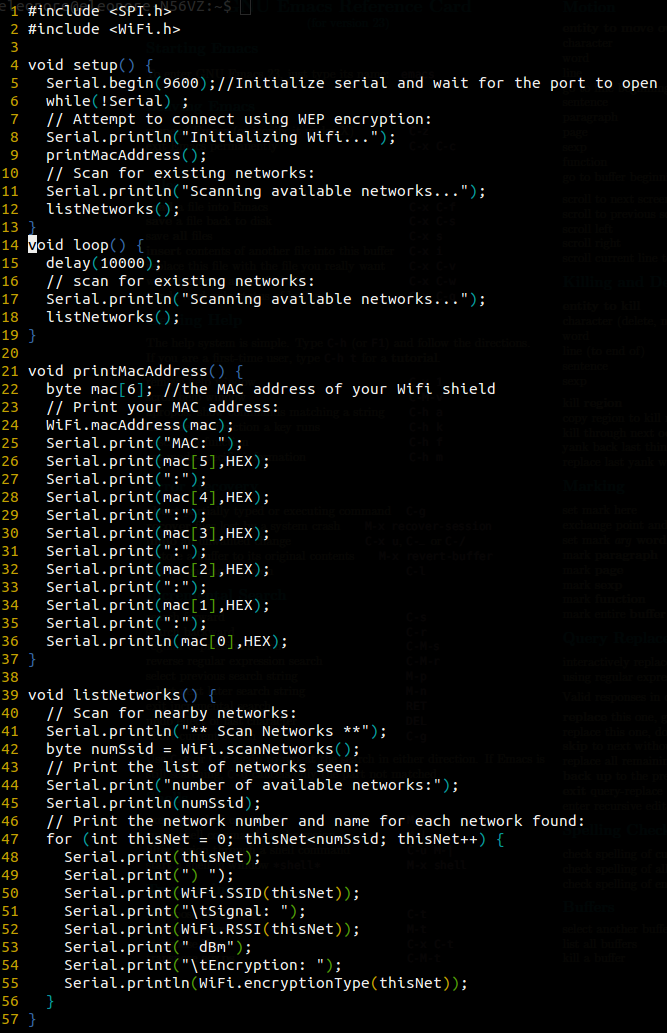 1 #include <SPI.h>
2 #include <WiFi.h>
3
4 void setup() {
5   Serial.begin(9600);//Initialize serial and wait for the port to open
6   while(!Serial) ;
7   // Attempt to connect using WEP encryption:
8   Serial.println("Initializing Wifi...");
9   printMacAddress();
10   // Scan for existing networks:
11   Serial.println("Scanning available networks...");
12   listNetworks();
13 }
14 void loop() {
15   delay(10000);
16   // scan for existing networks:
17   Serial.println("Scanning available networks...");
18   listNetworks();
19 }
20
21 void printMacAddress() {
22   byte mac[6]; //the MAC address of your Wifi shield
23   // Print your MAC address:
24   WiFi.macAddress(mac);
25   Serial.print("MAC: ");
26   Serial.print(mac[5],HEX);
27   Serial.print(":");
28   Serial.print(mac[4],HEX);
29   Serial.print(":");
30   Serial.print(mac[3],HEX);
31   Serial.print(":");
32   Serial.print(mac[2],HEX);
33   Serial.print(":");
34   Serial.print(mac[1],HEX);
35   Serial.print(":");
36   Serial.println(mac[0],HEX);
37 }
38
39 void listNetworks() {
40   // Scan for nearby networks:
41   Serial.println("** Scan Networks **");
42   byte numSsid = WiFi.scanNetworks();
43   // Print the list of networks seen:
44   Serial.print("number of available networks:");
45   Serial.println(numSsid);
46   // Print the network number and name for each network found:
47   for (int thisNet = 0; thisNet<numSsid; thisNet++) {
48     Serial.print(thisNet);
49     Serial.print(") ");
50     Serial.print(WiFi.SSID(thisNet));
51     Serial.print("\tSignal: ");
52     Serial.print(WiFi.RSSI(thisNet));
53     Serial.print(" dBm");
54     Serial.print("\tEncryption: ");
55     Serial.println(WiFi.encryptionType(thisNet));
56   }
57 }